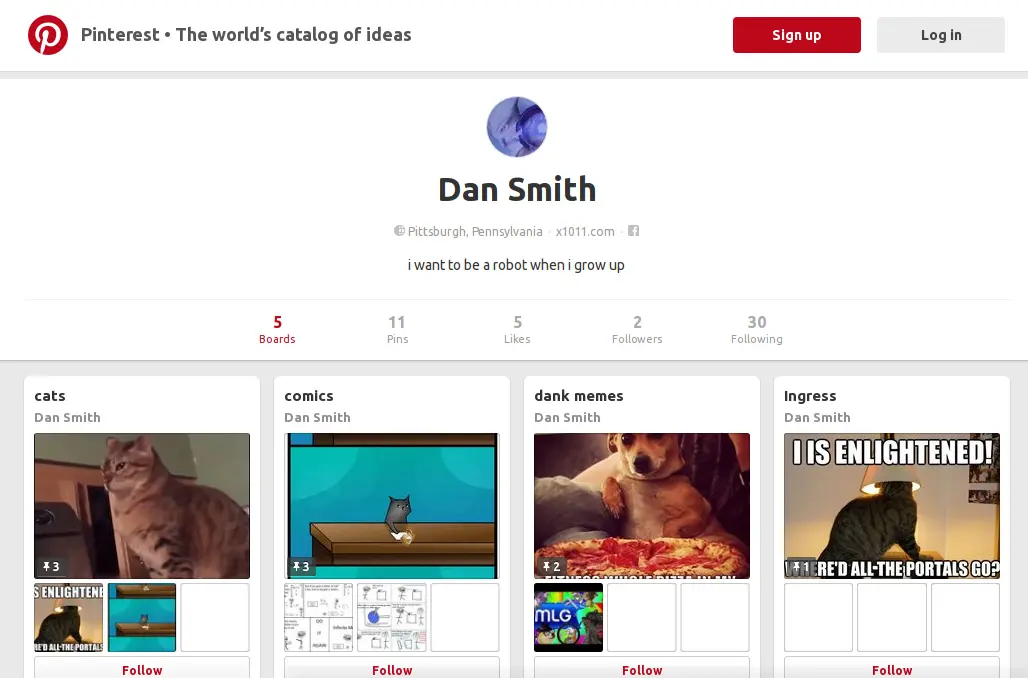 Pinterest • The world's catalog of ideas
Sign up
Log in
Dan Smith
Pittsburgh, Pennsylvania · x1011.com ·
i want to be a robot when i grow up
5 11 5 2 30
Boards Pins Likes Followers Following
cats
Dan Smith
3
S ENLIGHTENE
RE'D ALL THE PORTALS
Follow
comics
Dan Smith
3
Follow
dank memes
Dan Smith
2
MLG
Follow
Ingress
Dan Smith
I IS ENLIGHTENED!
1
ERE'D ALL THE PORTALS GO?
Follow